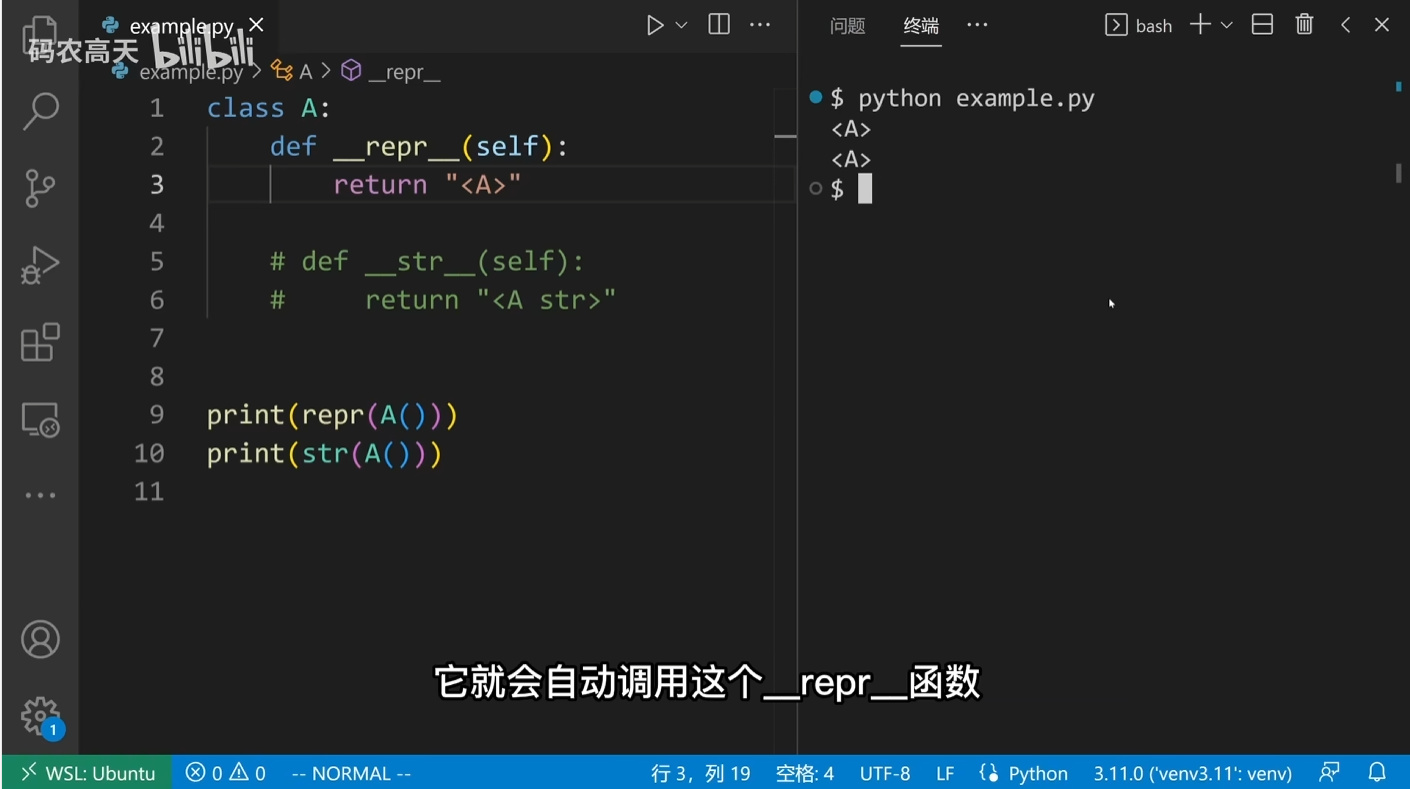 example.py
码农高天 bilibili
example.py > A > __repr__
1 class A:
2     def __repr__(self):
3         return "<A>"
4
5     # def __str__(self):
6     #     return "<A str>"
7
8
9 print(repr(A()))
10 print(str(A()))
11
问题 终端 bash
$ python example.py
<A>
<A>
$
它就会自动调用这个__repr__函数
1
WSL: Ubuntu 0 0 -- NORMAL -- 行 3，列 19 空格: 4 UTF-8 LF Python 3.11.0 ('venv3.11': venv)